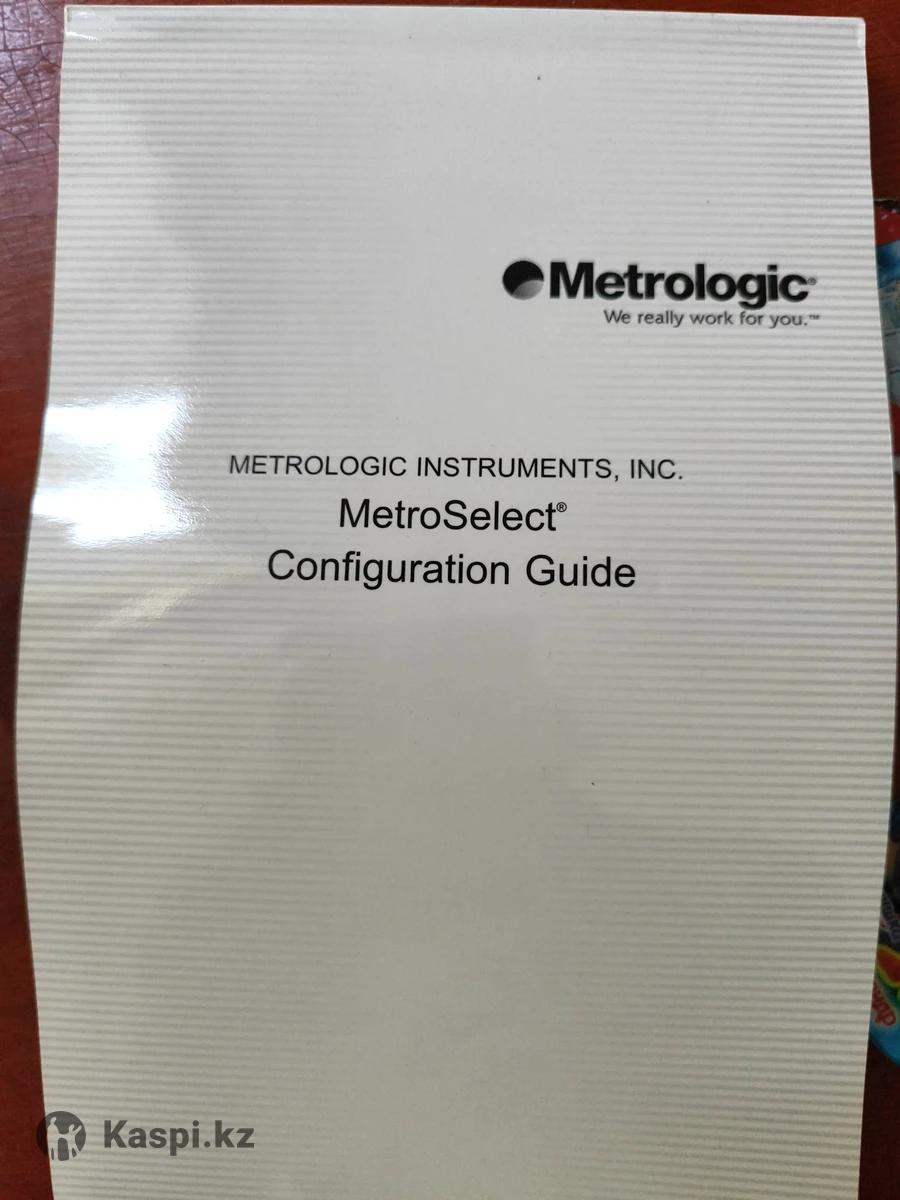 Metrologic®
We really work for you.™
METROLOGIC INSTRUMENTS, INC.
MetroSelect®
Configuration Guide
Kaspi.kz